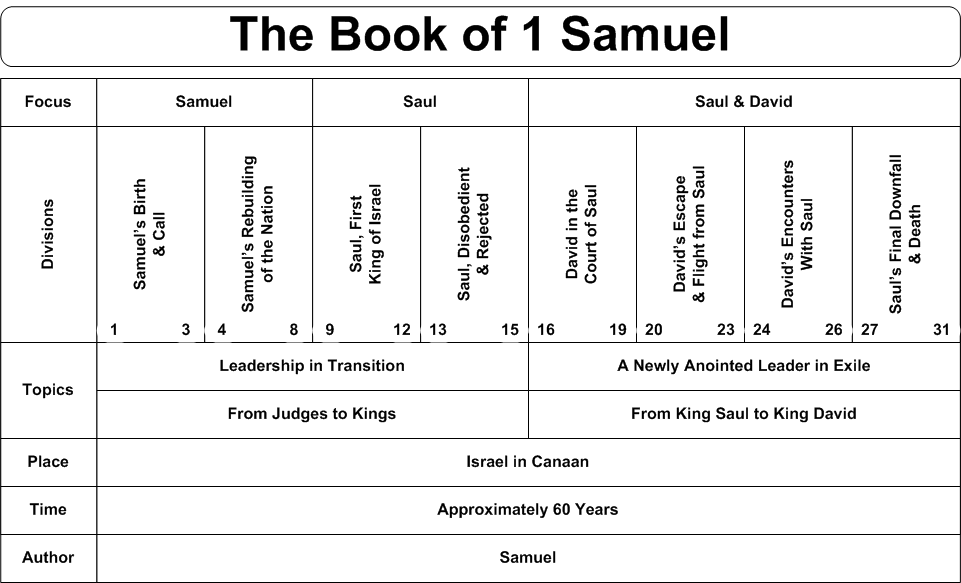 The Book of 1 Samuel
Focus
Samuel
Saul
Saul & David
Divisions
Samuel's Birth
& Call
Samuel's Rebuilding
of the Nation
Saul, First
King of Israel
Saul, Disobedient
& Rejected
David in the
Court of Saul
David's Escape
& Flight from Saul
David's Encounters
With Saul
Saul's Final Downfall
& Death
1 3 4 8 9 12 13 15 16 19 20 23 24 26 27 31
Topics
Leadership in Transition
A Newly Anointed Leader in Exile
From Judges to Kings
From King Saul to King David
Place
Israel in Canaan
Time
Approximately 60 Years
Author
Samuel